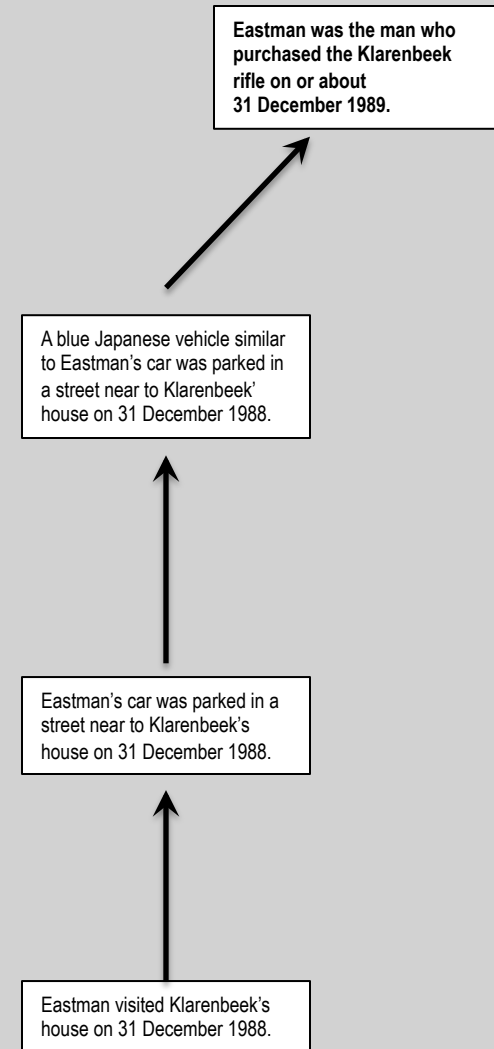 Eastman was the man who
purchased the Klarenbeek
rifle on or about
31 December 1989.
A blue Japanese vehicle similar
to Eastman’s car was parked in
a street near to Klarenbeek’
house on 31 December 1988.
Eastman’s car was parked in a
street near to Klarenbeek’s
house on 31 December 1988.
Eastman visited Klarenbeek’s
house on 31 December 1988.